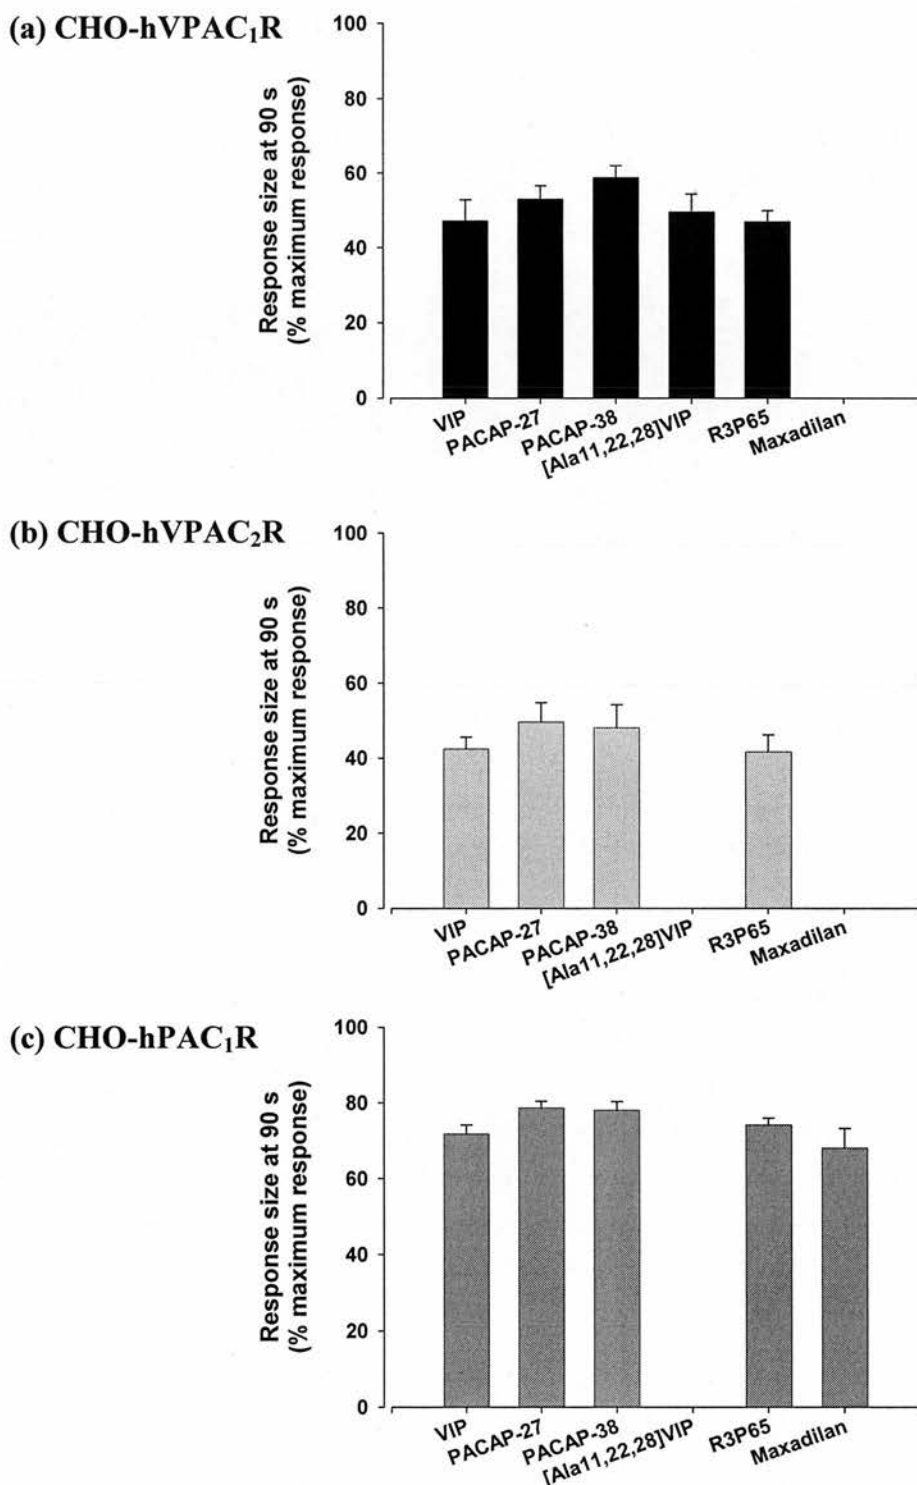 (a) CHO-hVPAC₁R
Response size at 90 s
(% maximum response)
100
80
60
40
20
0
VIP
PACAP-27
PACAP-38
[Ala11,22,28]VIP
R3P65
Maxadilan
(b) CHO-hVPAC₂R
Response size at 90 s
(% maximum response)
100
80
60
40
20
0
VIP
PACAP-27
PACAP-38
[Ala11,22,28]VIP
R3P65
Maxadilan
(c) CHO-hPAC₁R
Response size at 90 s
(% maximum response)
100
80
60
40
20
0
VIP
PACAP-27
PACAP-38
[Ala11,22,28]VIP
R3P65
Maxadilan